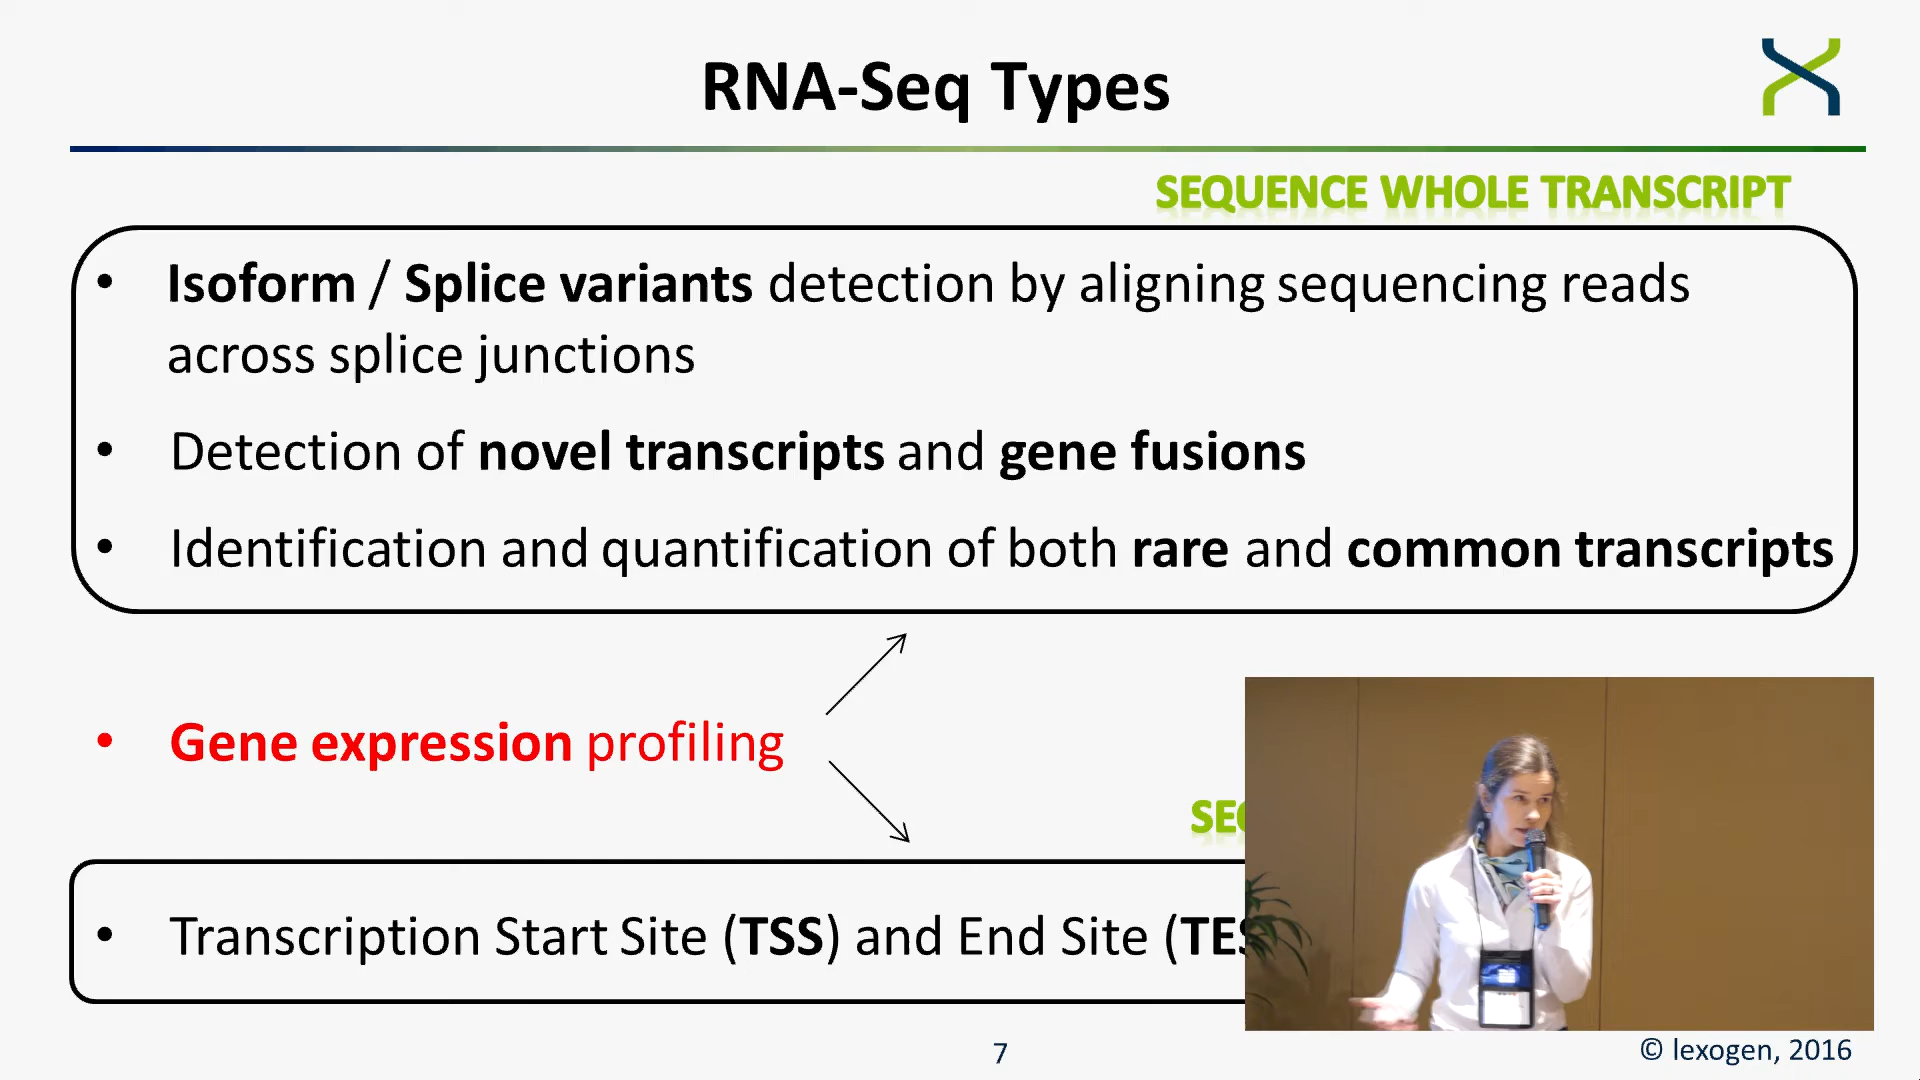 RNA-Seq Types
SEQUENCE WHOLE TRANSCRIPT
• Isoform / Splice variants detection by aligning sequencing reads
across splice junctions
• Detection of novel transcripts and gene fusions
• Identification and quantification of both rare and common transcripts
• Gene expression profiling
• Transcription Start Site (TSS) and End Site (
7
© lexogen, 2016